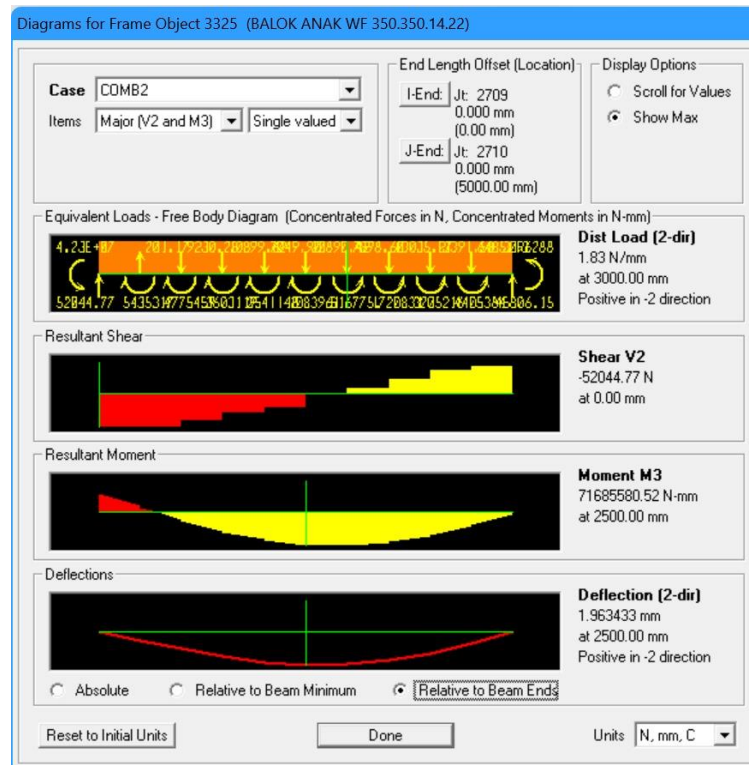 Diagrams for Frame Object 3325 (BALOK ANAK WF 350.350.14.22)
Case COMB2
Items Major (V2 and M3) Single valued
End Length Offset (Location)
I-End: Jt: 2709
0.000 mm
(0.00 mm)
J-End: Jt: 2710
0.000 mm
(5000.00 mm)
Display Options
Scroll for Values
Show Max
Equivalent Loads - Free Body Diagram (Concentrated Forces in N, Concentrated Moments in N-mm)
Dist Load (2-dir)
1.83 N/mm
at 3000.00 mm
Positive in -2 direction
52044.77
Resultant Shear
Shear V2
-52044.77 N
at 0.00 mm
Resultant Moment
Moment M3
71685580.52 N-mm
at 2500.00 mm
Deflections
Deflection (2-dir)
1.963433 mm
at 2500.00 mm
Positive in -2 direction
Absolute Relative to Beam Minimum Relative to Beam Ends
Reset to Initial Units Done Units N, mm, C